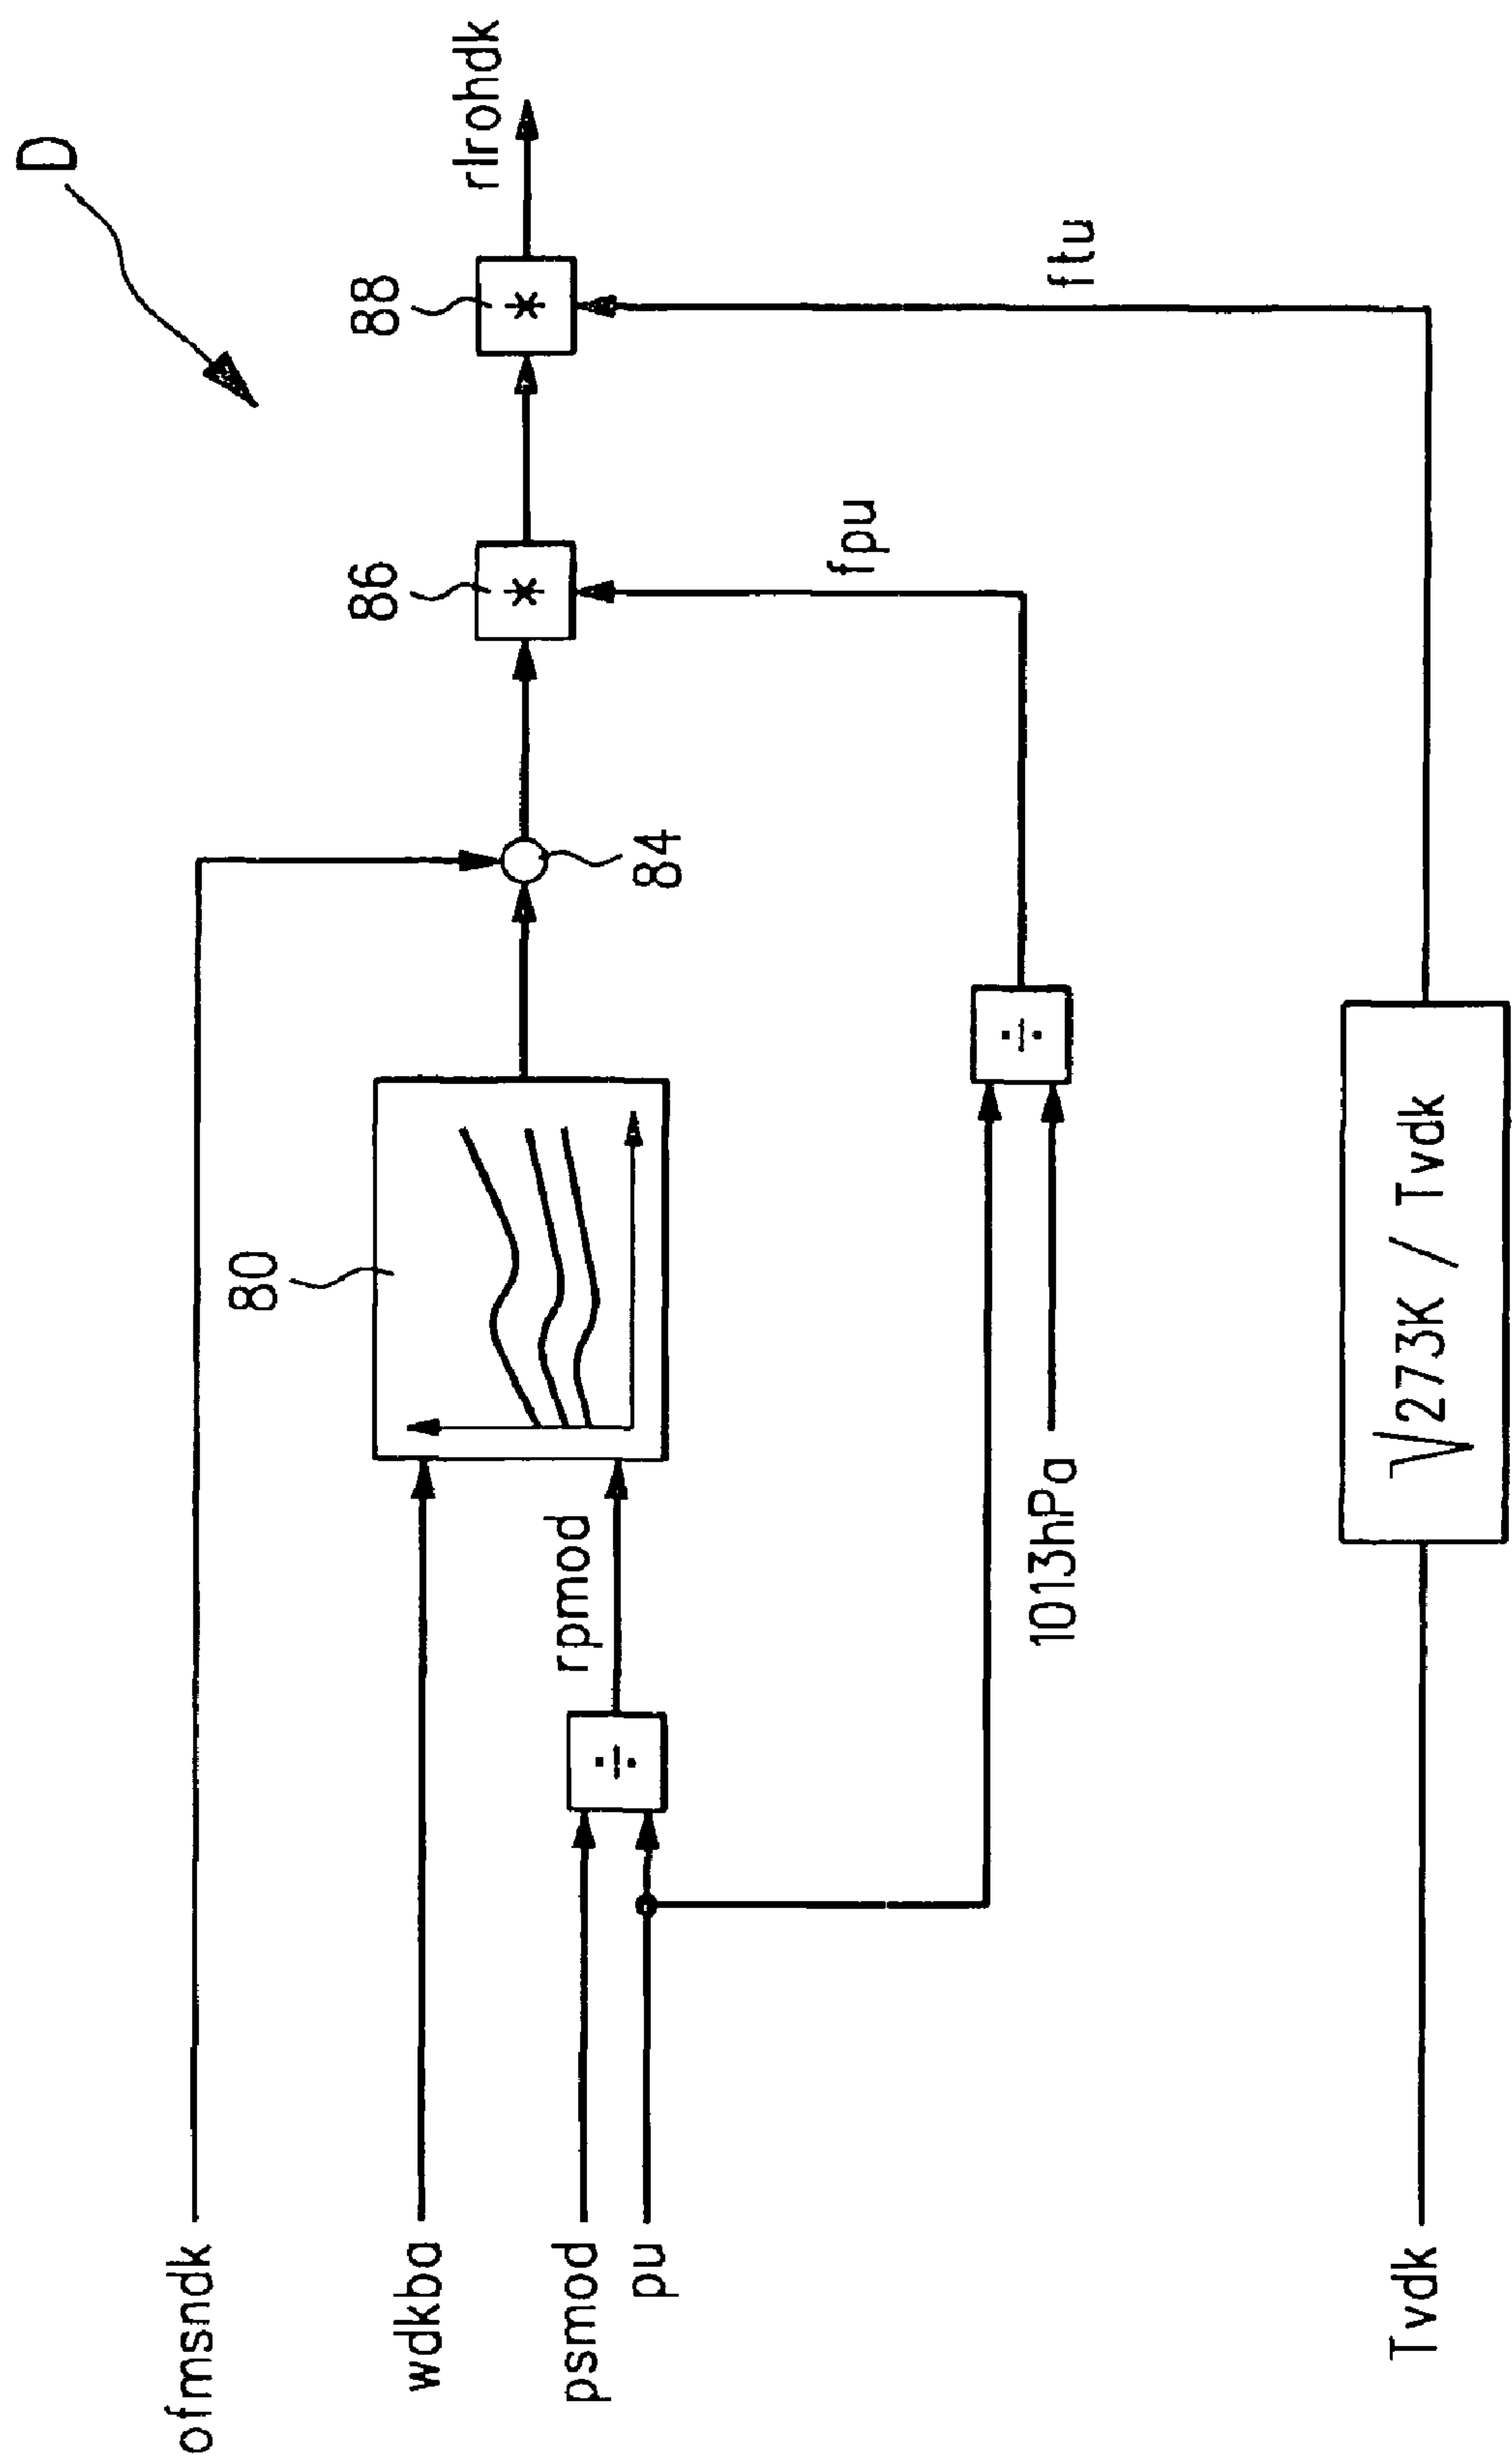 D
rlrohdk
88
86
84
80
ftu
fpu
ofmsndk
wdkba
rpmod
psmod
pu
1013hPa
√273K / Tvdk
Tvdk
*
*
÷
÷